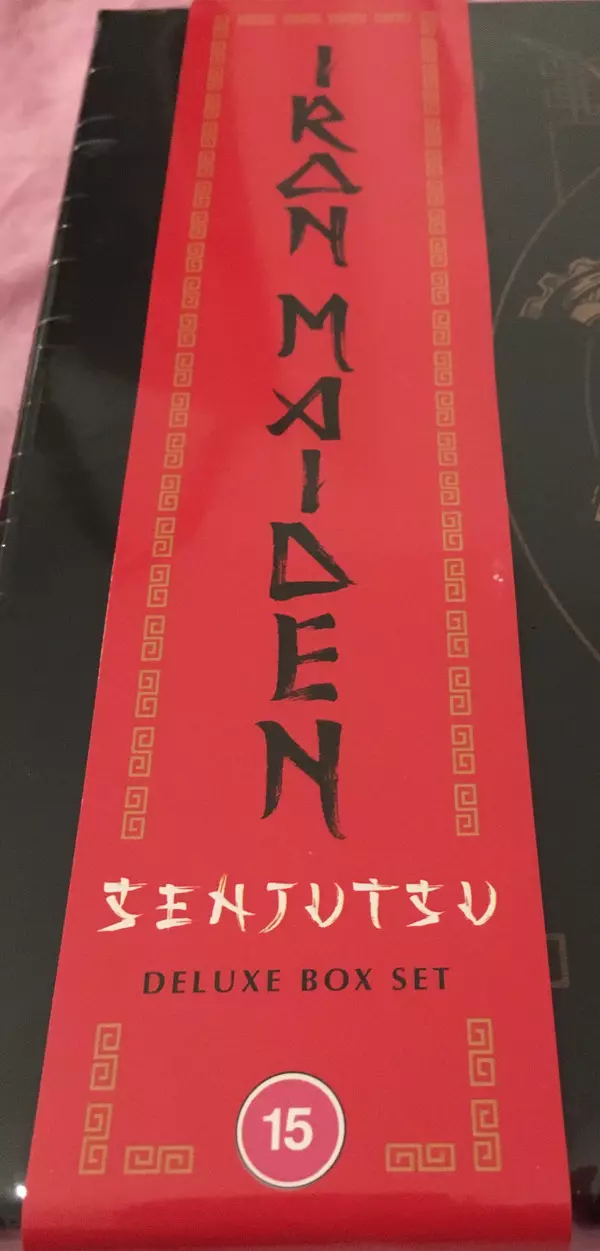 IRON MAIDEN
SENJUTSU
DELUXE BOX SET
15